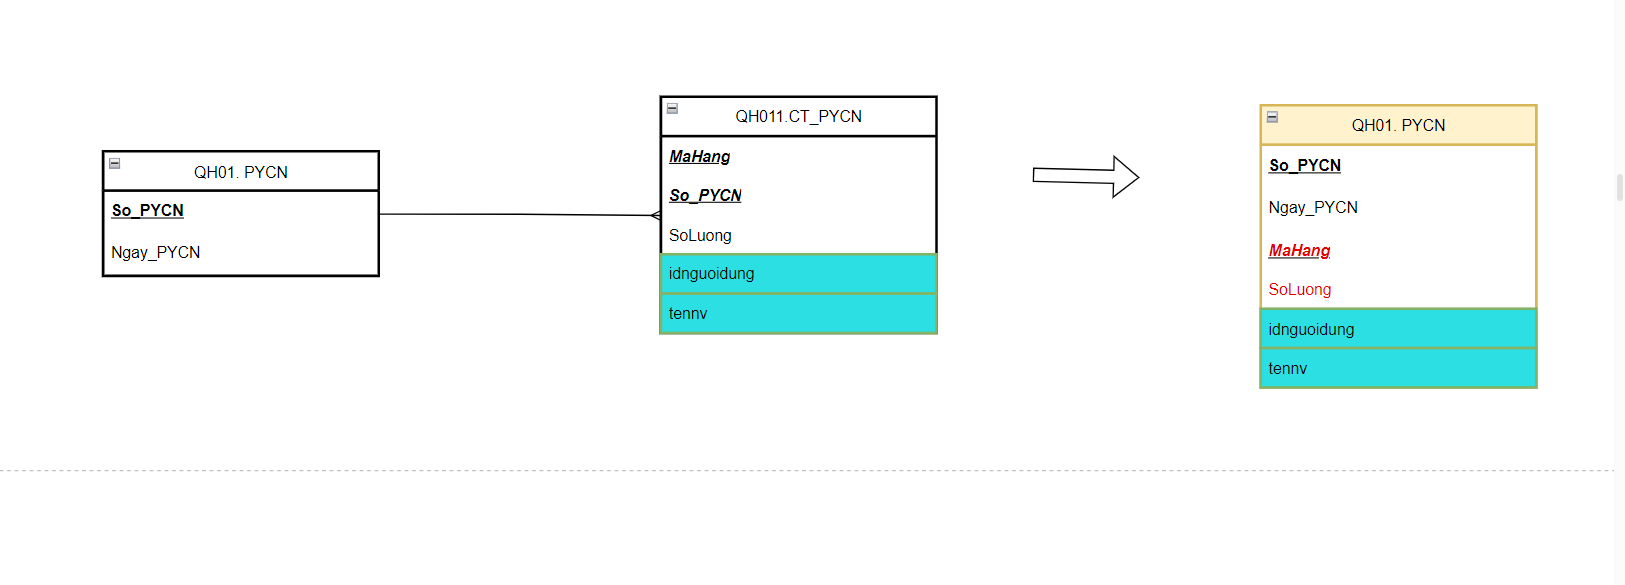 QH01. PYCN
So_PYCN
Ngay_PYCN
QH011.CT_PYCN
MaHang
So_PYCN
SoLuong
idnguoidung
tennv
QH01. PYCN
So_PYCN
Ngay_PYCN
MaHang
SoLuong
idnguoidung
tennv